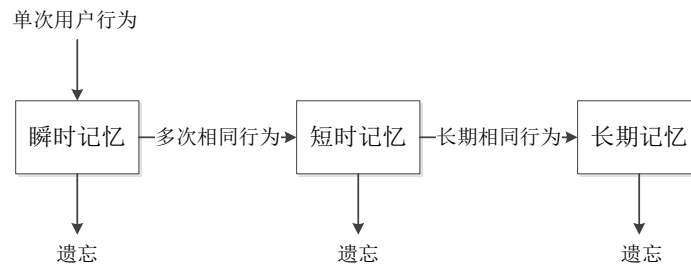 单次用户行为
瞬时记忆
多次相同行为
短时记忆
长期相同行为
长期记忆
遗忘
遗忘
遗忘